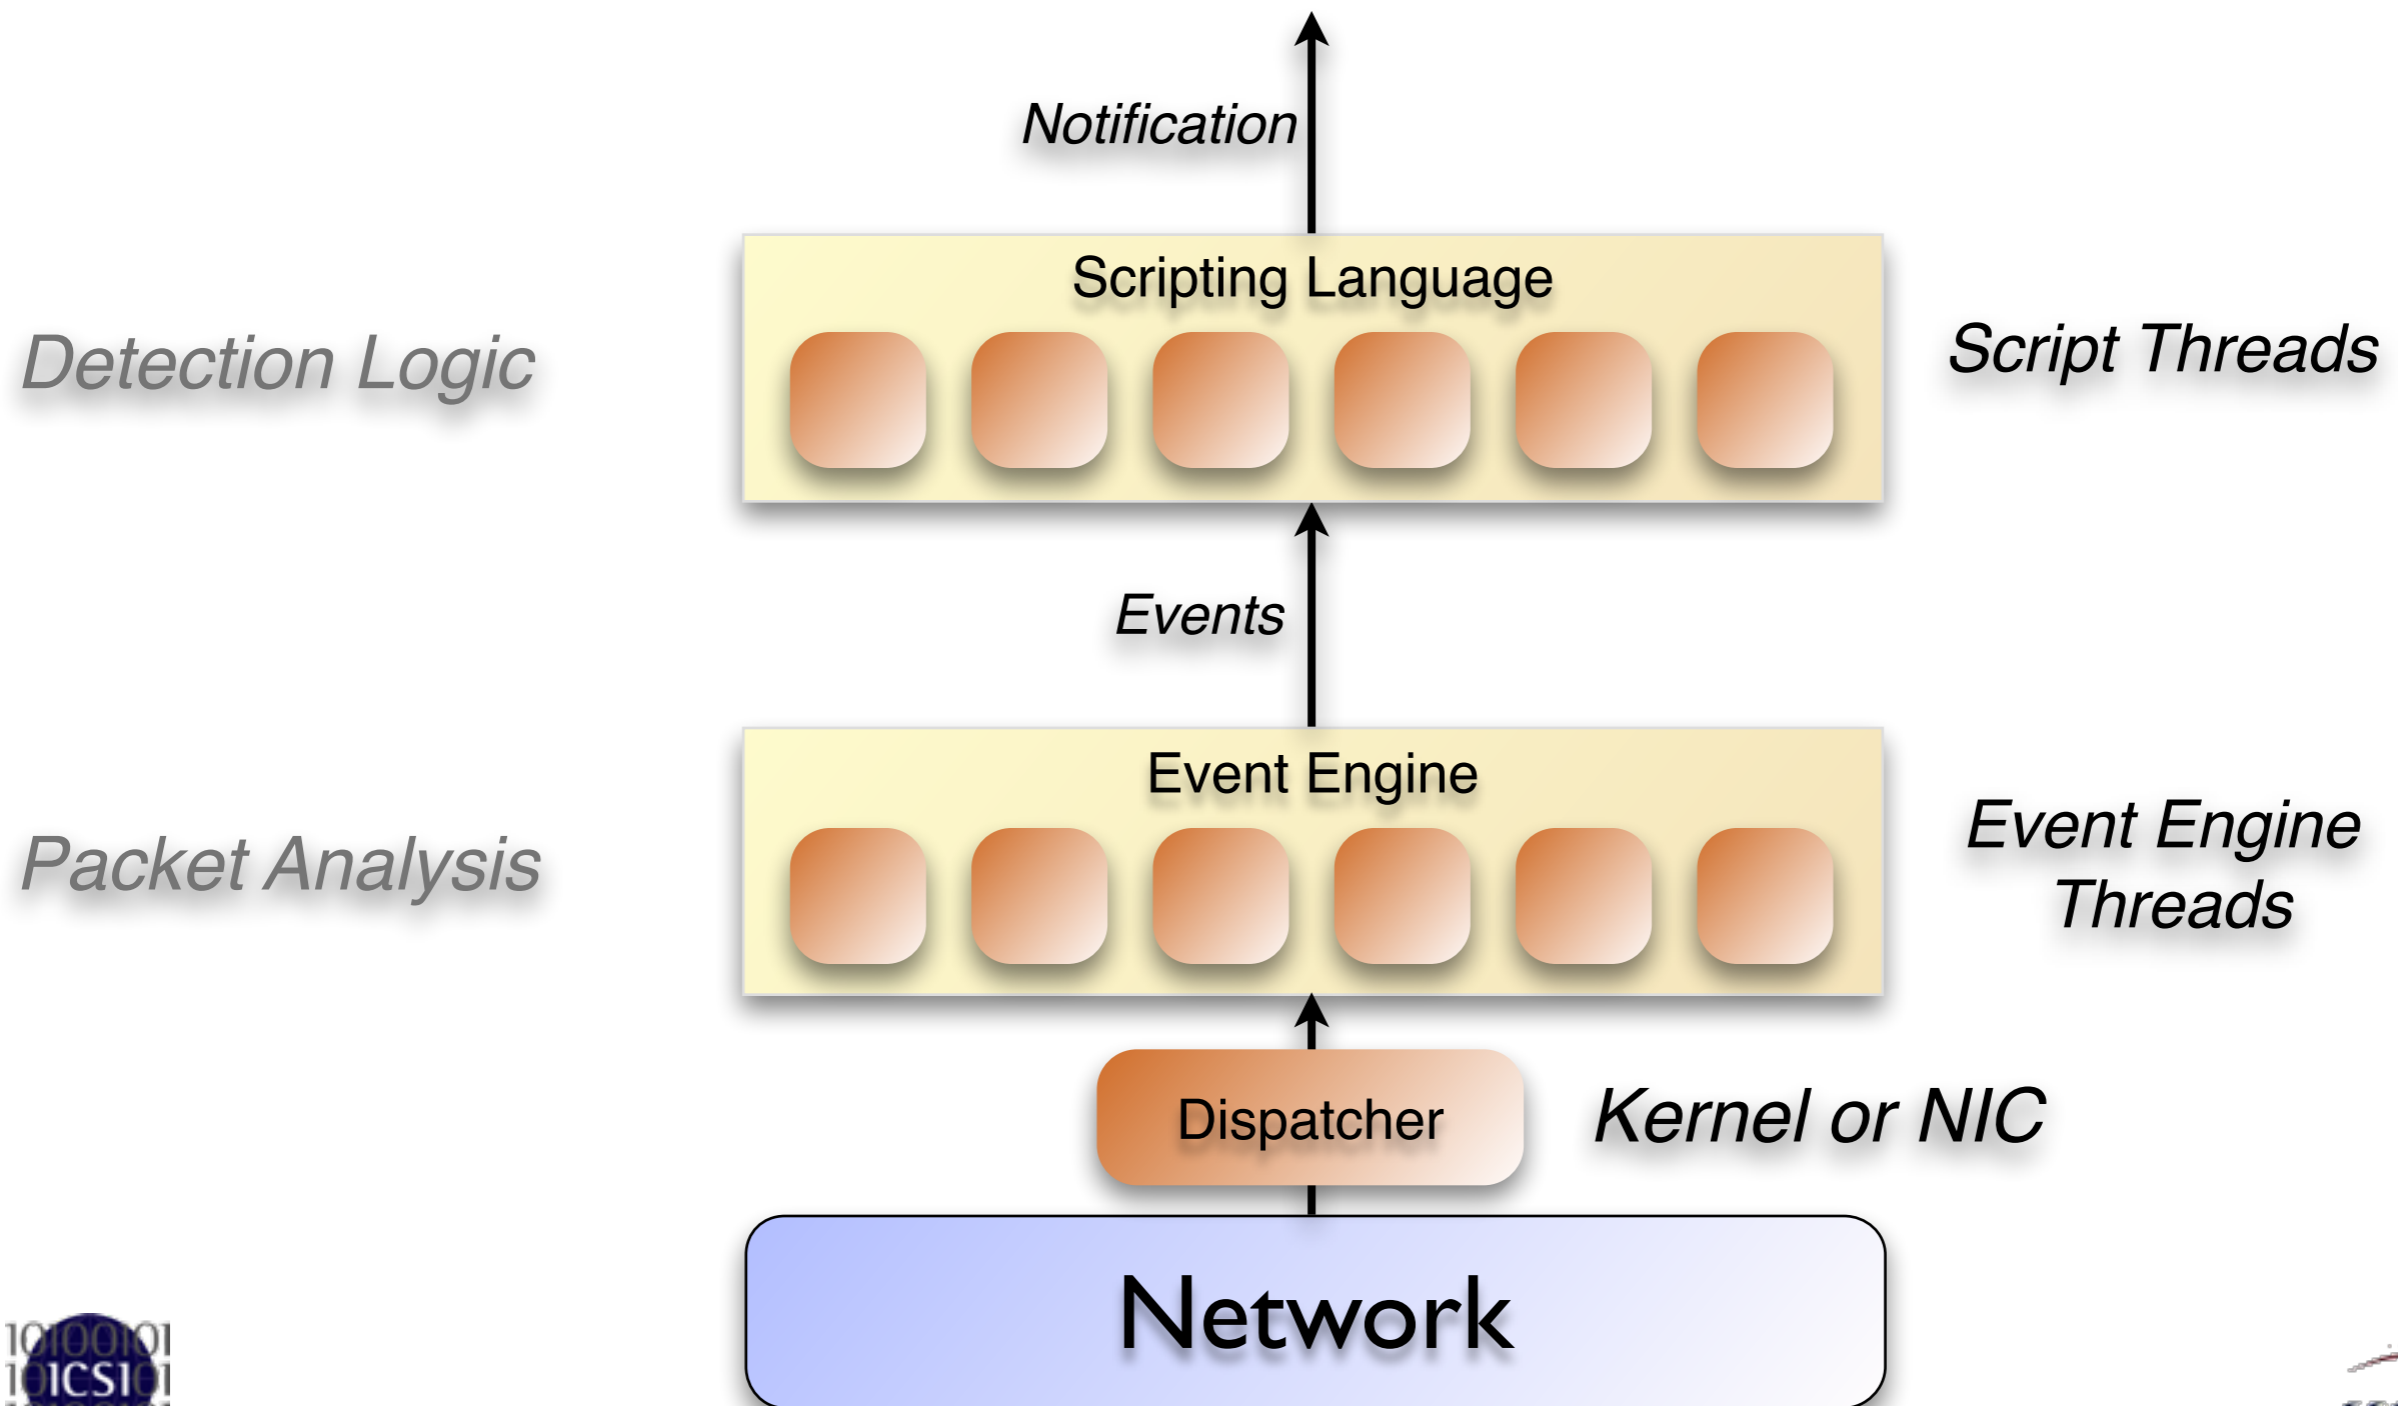 Notification
Scripting Language
Detection Logic
Script Threads
Events
Event Engine
Packet Analysis
Event Engine
Threads
Dispatcher
Kernel or NIC
Network
10100101
101ICSI01